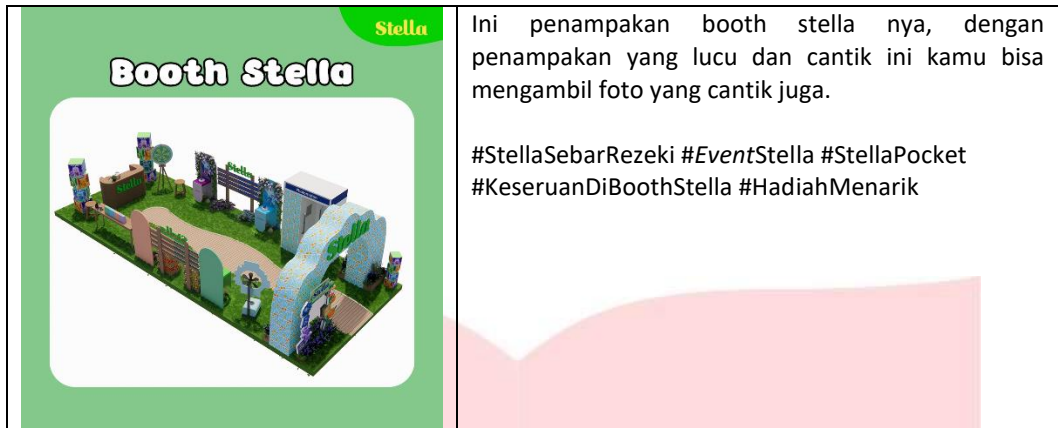 Stella
Booth Stella
Stella
Stella
Stella
Ini penampakan booth stella nya, dengan
penampakan yang lucu dan cantik ini kamu bisa
mengambil foto yang cantik juga.
#StellaSebarRezeki #EventStella #StellaPocket
#KeseruanDiBoothStella #HadiahMenarik